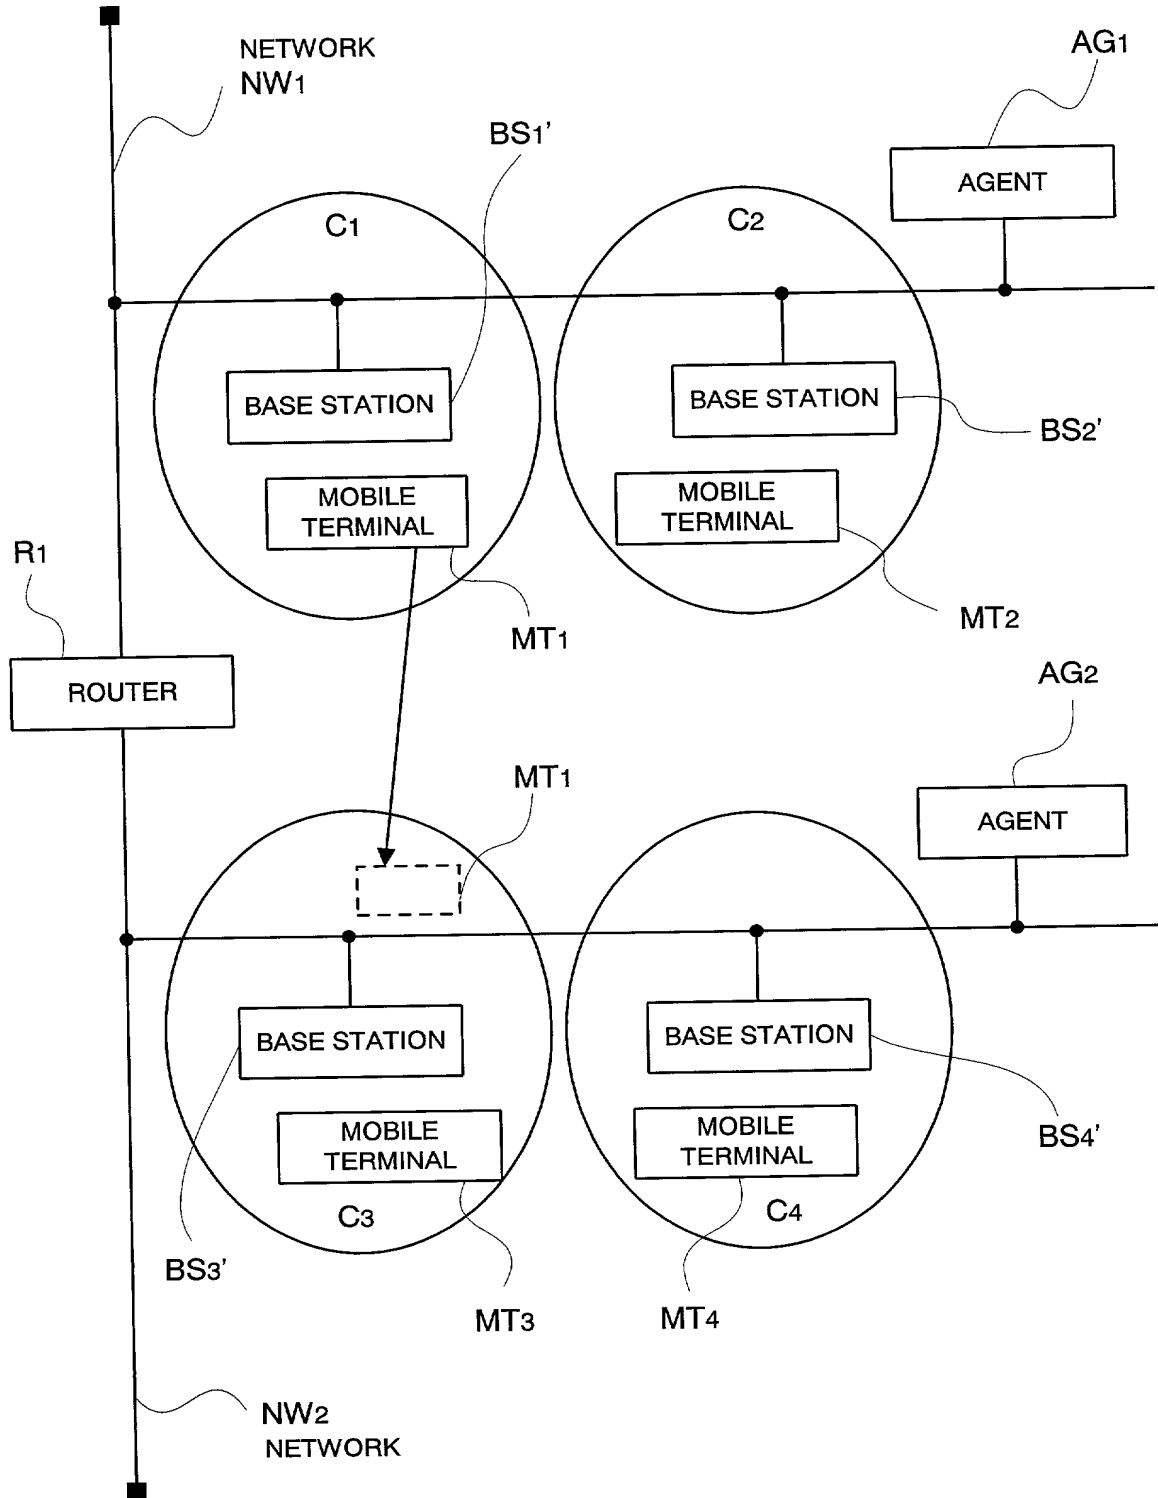 NETWORK
NW1
AG1
BS1'
AGENT
C1
C2
BASE STATION
BASE STATION
BS2'
MOBILE
TERMINAL
MOBILE
TERMINAL
R1
MT1
MT2
ROUTER
AG2
MT1
AGENT
BASE STATION
BASE STATION
MOBILE
TERMINAL
MOBILE
TERMINAL
BS4'
C3
C4
BS3'
MT3
MT4
NW2
NETWORK